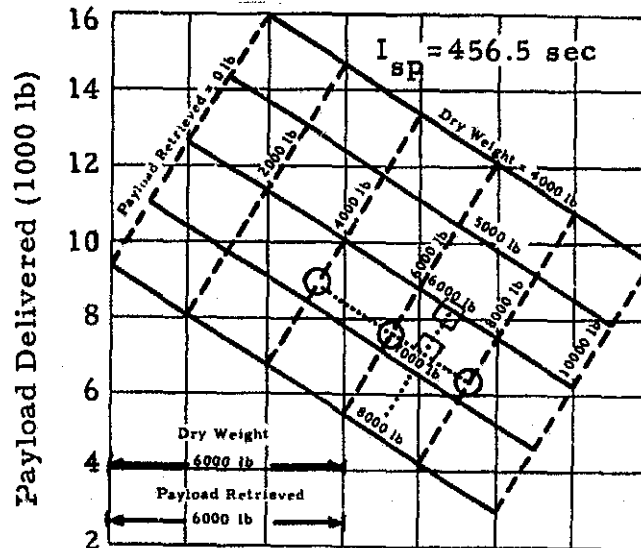 16
14
12
10
8
6
4
2
Payload Delivered (1000 lb)
I_sp = 456.5 sec
Payload Retrieved = 0 lb
2000 lb
4000 lb
6000 lb
8000 lb
10000 lb
Dry Weight = 4000 lb
5000 lb
6000 lb
7000 lb
8000 lb
Dry Weight
6000 lb
Payload Retrieved
6000 lb